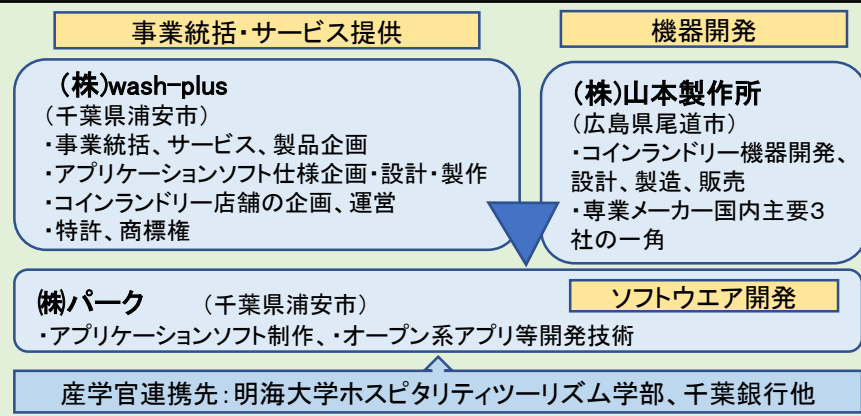 事業統括・サービス提供
(株)wash-plus
(千葉県浦安市)
・事業統括、サービス、製品企画
・アプリケーションソフト仕様企画・設計・製作
・コインランドリー店舗の企画、運営
・特許、商標権
機器開発
(株)山本製作所
(広島県尾道市)
・コインランドリー機器開発、
設計、製造、販売
・専業メーカー国内主要3
社の一角
㈱パーク (千葉県浦安市)
ソフトウエア開発
・アプリケーションソフト制作、・オープン系アプリ等開発技術
産学官連携先:明海大学ホスピタリティツーリズム学部、千葉銀行他